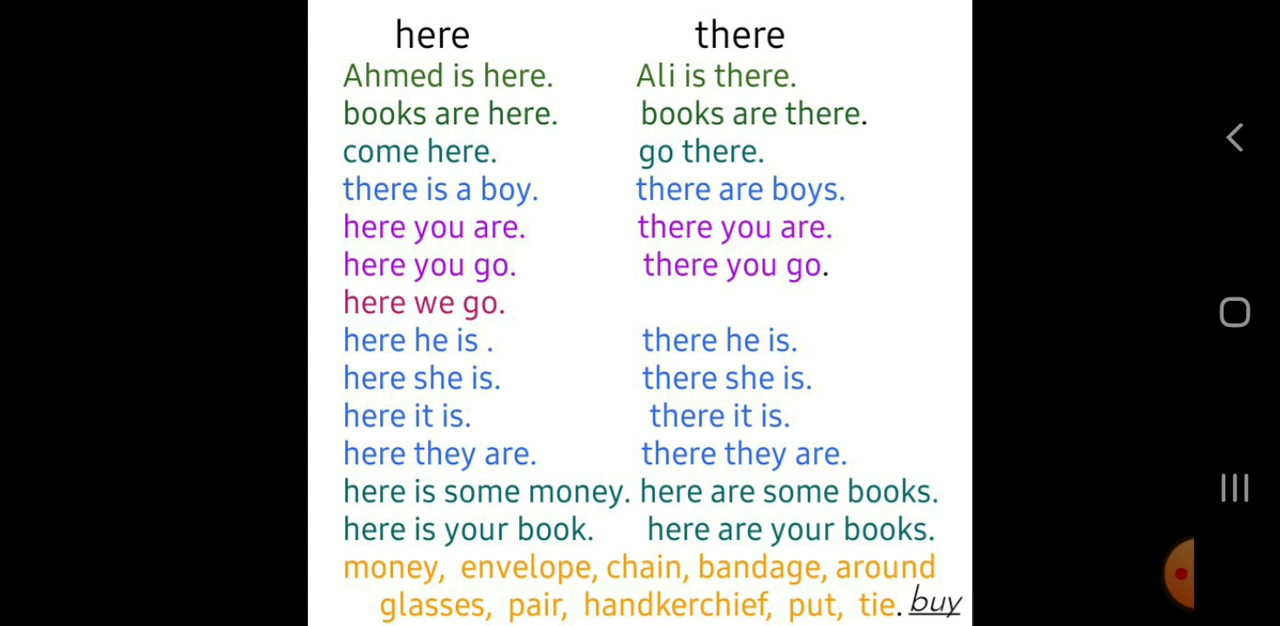 here there
Ahmed is here. Ali is there.
books are here. books are there.
come here. go there.
there is a boy. there are boys.
here you are. there you are.
here you go. there you go.
here we go.
here he is . there he is.
here she is. there she is.
here it is. there it is.
here they are. there they are.
here is some money. here are some books.
here is your book. here are your books.
money, envelope, chain, bandage, around
glasses, pair, handkerchief, put, tie. buy